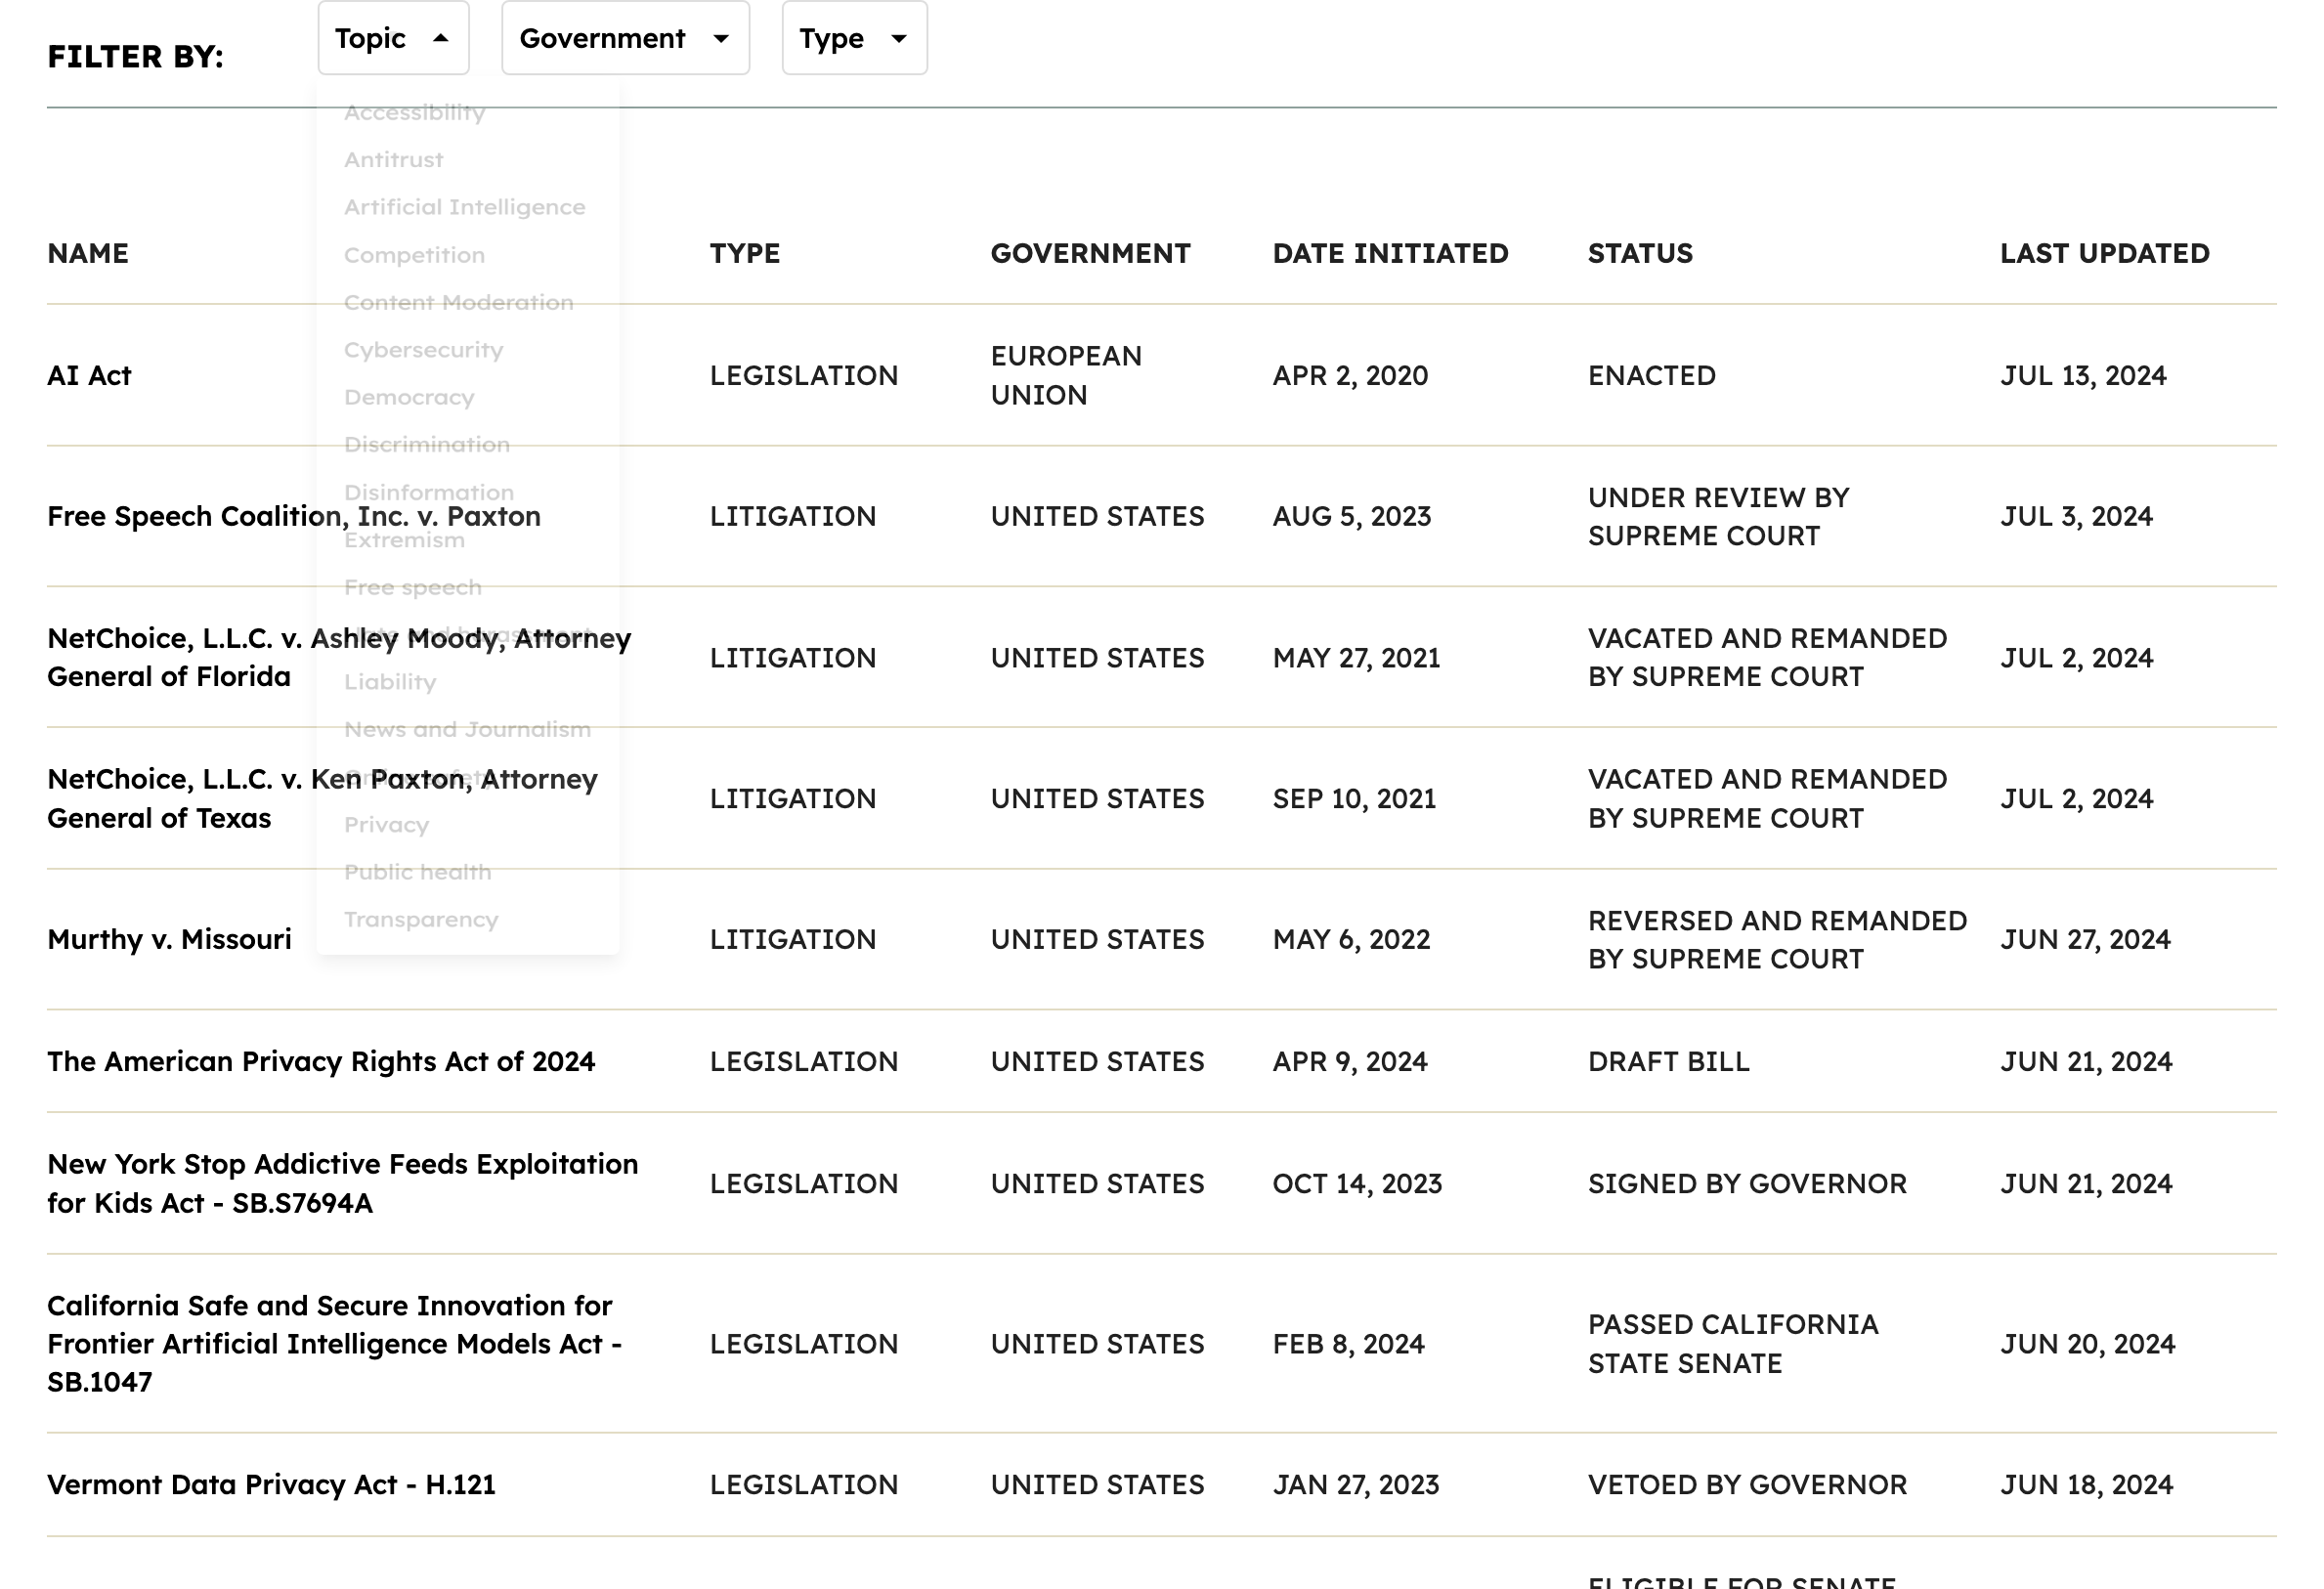 FILTER BY:
Topic
Government
Type
Accessibility
Antitrust
Artificial Intelligence
Competition
Content Moderation
Cybersecurity
Democracy
Discrimination
Disinformation
Extremism
Free speech
Hate and harassment
Liability
News and Journalism
Online safety
Privacy
Public health
Transparency
NAME TYPE GOVERNMENT DATE INITIATED STATUS LAST UPDATED
AI Act LEGISLATION EUROPEAN
UNION APR 2, 2020 ENACTED JUL 13, 2024
Free Speech Coalition, Inc. v. Paxton LITIGATION UNITED STATES AUG 5, 2023 UNDER REVIEW BY
SUPREME COURT JUL 3, 2024
NetChoice, L.L.C. v. Ashley Moody, Attorney
General of Florida LITIGATION UNITED STATES MAY 27, 2021 VACATED AND REMANDED
BY SUPREME COURT JUL 2, 2024
NetChoice, L.L.C. v. Ken Paxton, Attorney
General of Texas LITIGATION UNITED STATES SEP 10, 2021 VACATED AND REMANDED
BY SUPREME COURT JUL 2, 2024
Murthy v. Missouri LITIGATION UNITED STATES MAY 6, 2022 REVERSED AND REMANDED
BY SUPREME COURT JUN 27, 2024
The American Privacy Rights Act of 2024 LEGISLATION UNITED STATES APR 9, 2024 DRAFT BILL JUN 21, 2024
New York Stop Addictive Feeds Exploitation
for Kids Act - SB.S7694A LEGISLATION UNITED STATES OCT 14, 2023 SIGNED BY GOVERNOR JUN 21, 2024
California Safe and Secure Innovation for
Frontier Artificial Intelligence Models Act -
SB.1047 LEGISLATION UNITED STATES FEB 8, 2024 PASSED CALIFORNIA
STATE SENATE JUN 20, 2024
Vermont Data Privacy Act - H.121 LEGISLATION UNITED STATES JAN 27, 2023 VETOED BY GOVERNOR JUN 18, 2024
ELIGIBLE FOR SENATE